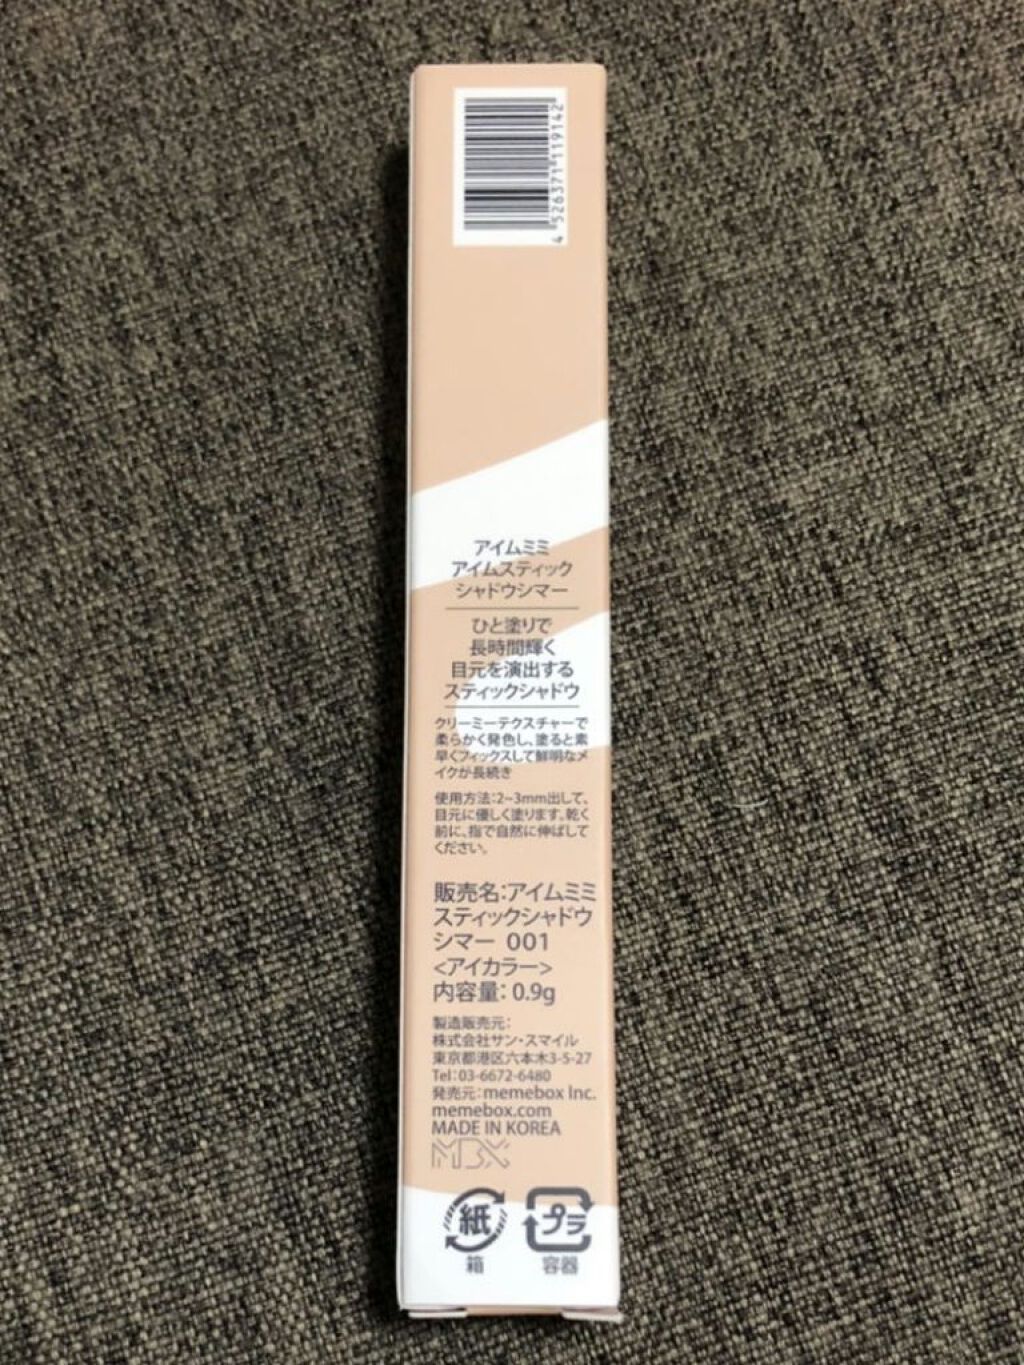 4 526371 119142
アイムミミ
アイムスティック
シャドウシマー
ひと塗りで
長時間輝く
目元を演出する
スティックシャドウ
クリーミーテクスチャーで
柔らかく発色し、塗ると素
早くフィックスして鮮明なメ
イクが長続き
使用方法:2~3mm出して、
目元に優しく塗ります。乾く
前に、指で自然に伸ばして
ください。
販売名:アイムミミ
スティックシャドウ
シマー 001
<アイカラー>
内容量: 0.9g
製造販売元:
株式会社サン・スマイル
東京都港区六本木3-5-27
Tel:03-6672-6480
発売元:memebox Inc.
memebox.com
MADE IN KOREA
MBX
紙 プラ
箱 容器